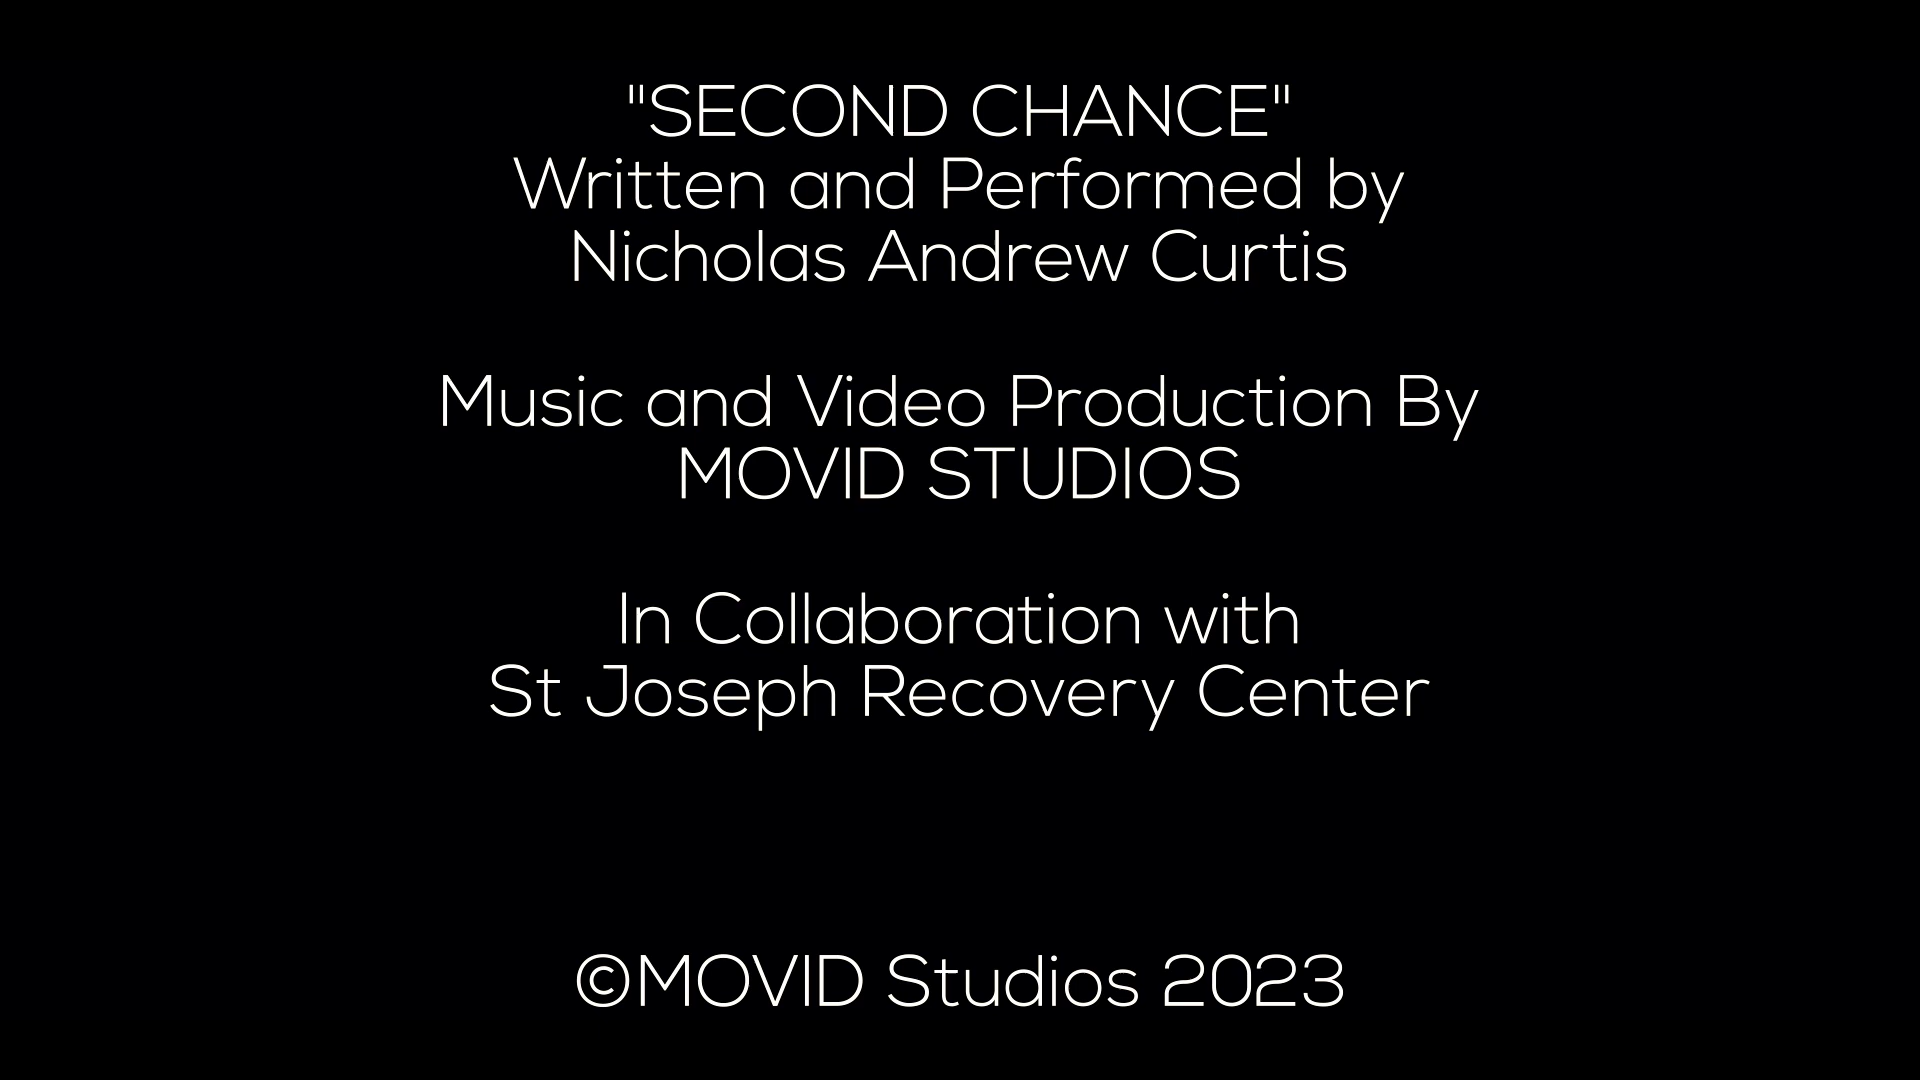 "SECOND CHANCE"
Written and Performed by
Nicholas Andrew Curtis
Music and Video Production By
MOVID STUDIOS
In Collaboration with
St Joseph Recovery Center
©MOVID Studios 2023